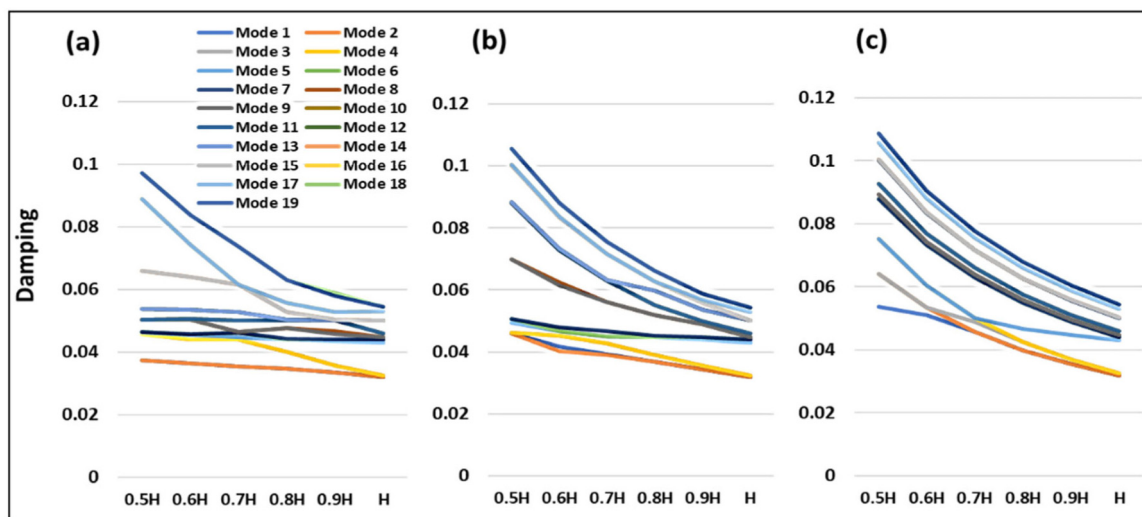 (a)
Mode 1 Mode 2
Mode 3 Mode 4
Mode 5 Mode 6
Mode 7 Mode 8
Mode 9 Mode 10
Mode 11 Mode 12
Mode 13 Mode 14
Mode 15 Mode 16
Mode 17 Mode 18
Mode 19
Damping
0.12
0.1
0.08
0.06
0.04
0.02
0
0.5H 0.6H 0.7H 0.8H 0.9H H
(b)
0.12
0.1
0.08
0.06
0.04
0.02
0
0.5H 0.6H 0.7H 0.8H 0.9H H
(c)
0.12
0.1
0.08
0.06
0.04
0.02
0
0.5H 0.6H 0.7H 0.8H 0.9H H